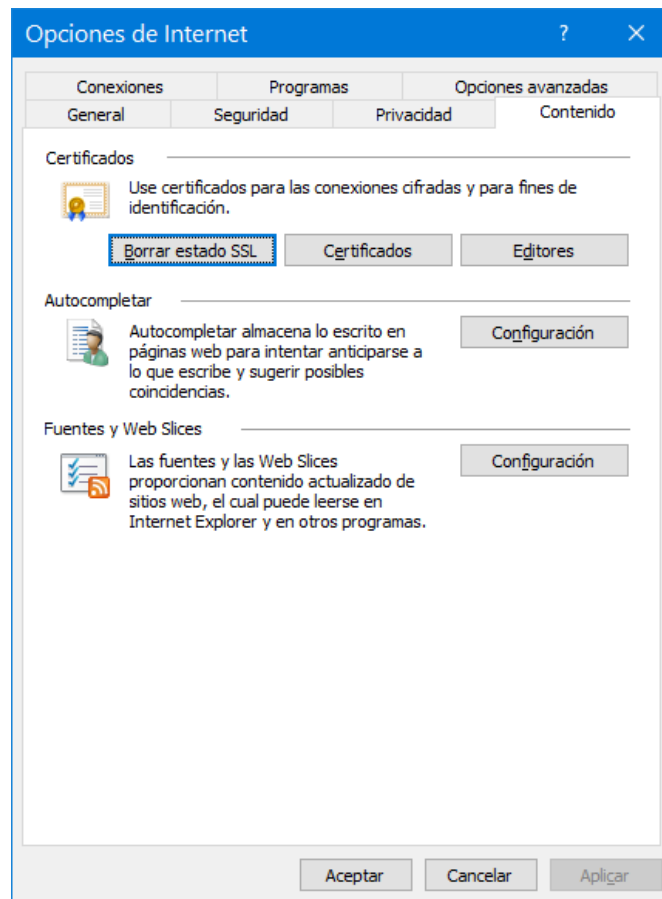 Opciones de Internet ? ×
Conexiones Programas Opciones avanzadas
General Seguridad Privacidad Contenido
Certificados
Use certificados para las conexiones cifradas y para fines de
identificación.
Borrar estado SSL Certificados Editores
Autocompletar
Autocompletar almacena lo escrito en
páginas web para intentar anticiparse a
lo que escribe y sugerir posibles
coincidencias.
Configuración
Fuentes y Web Slices
Las fuentes y las Web Slices
proporcionan contenido actualizado de
sitios web, el cual puede leerse en
Internet Explorer y en otros programas.
Configuración
Aceptar Cancelar Aplicar